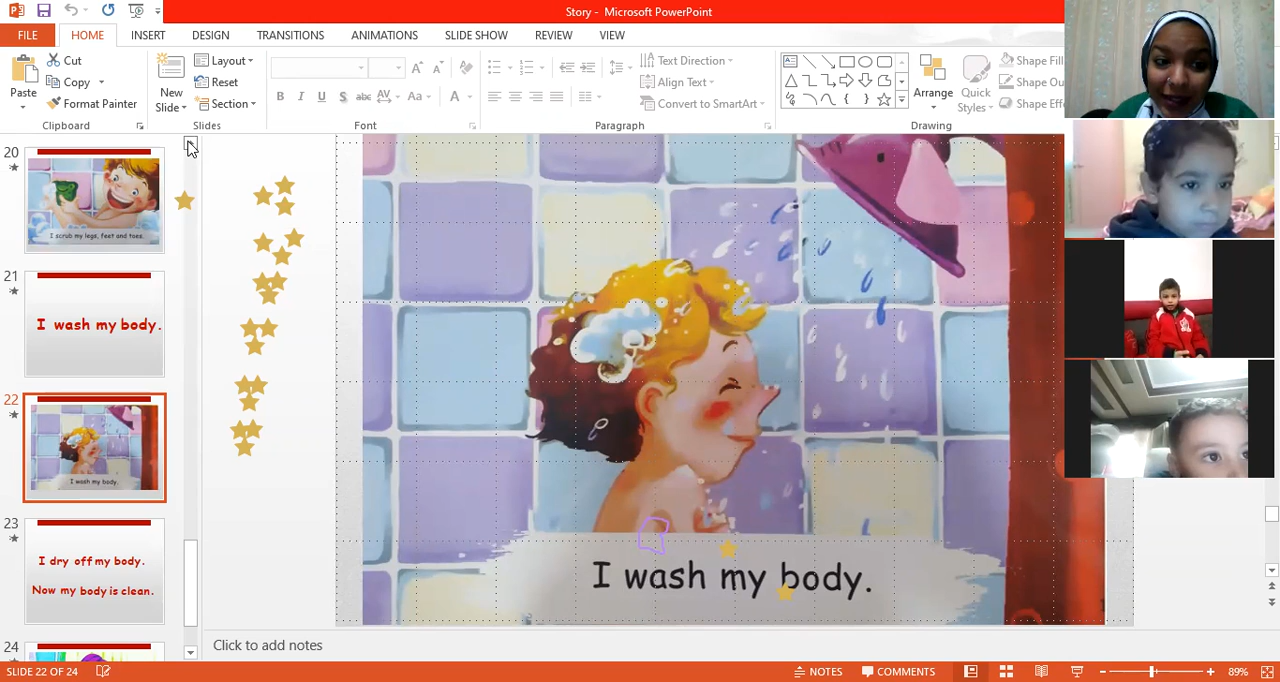 Story - Microsoft PowerPoint
FILE HOME INSERT DESIGN TRANSITIONS ANIMATIONS SLIDE SHOW REVIEW VIEW
Paste
Cut
Copy
Format Painter
Clipboard
New
Slide
Layout
Reset
Section
Slides
B I U S abc AV Aa A
Font
Text Direction
Align Text
Convert to SmartArt
Paragraph
Arrange
Quick
Styles
Shape Fill
Shape Ou
Shape Effe
Drawing
20
I scrub my legs, feet and toes.
21
I wash my body.
22
I wash my body.
23
I dry off my body.
Now my body is clean.
24
I wash my body.
Click to add notes
SLIDE 22 OF 24
NOTES COMMENTS
89%